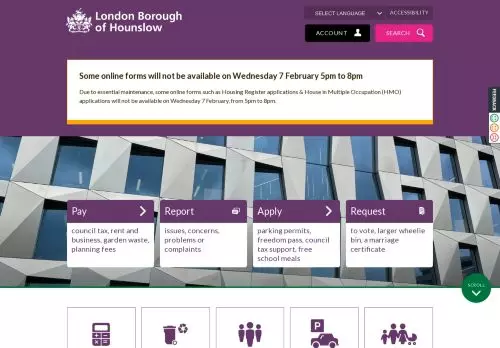 London Borough
of Hounslow
SELECT LANGUAGE
ACCESSIBILITY
ACCOUNT
SEARCH
Some online forms will not be available on Wednesday 7 February 5pm to 8pm
Due to essential maintenance, some online forms such as Housing Register applications & House in Multiple Occupation (HMO)
applications will not be available on Wednesday 7 February, from 5pm to 8pm.
FEEDBACK
Pay
council tax, rent and
business, garden waste,
planning fees
Report
issues, concerns,
problems or
complaints
Apply
parking permits,
freedom pass, council
tax support, free
school meals
Request
to vote, larger wheelie
bin, a marriage
certificate
SCROLL
P